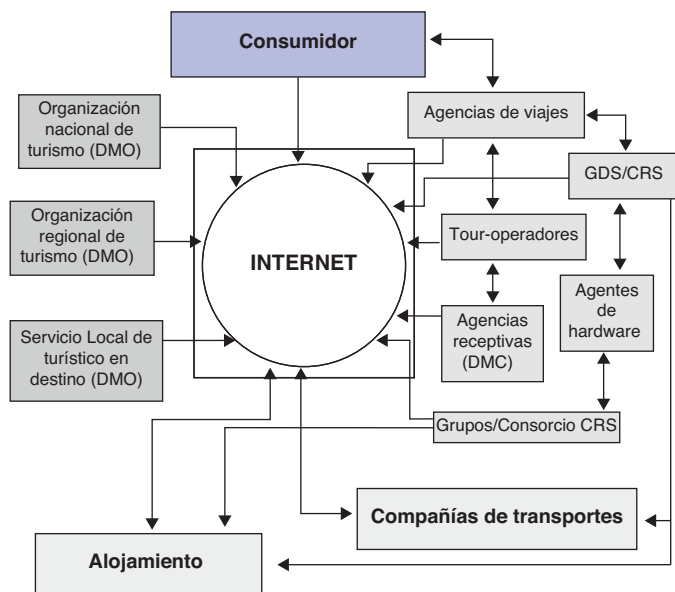 Consumidor
Organización
nacional de
turismo (DMO)
Agencias de viajes
GDS/CRS
Organización
regional de
turismo (DMO)
INTERNET
Tour-operadores
Agentes
de
hardware
Servicio Local de
turístico en
destino (DMO)
Agencias
receptivas
(DMC)
Grupos/Consorcio CRS
Compañías de transportes
Alojamiento